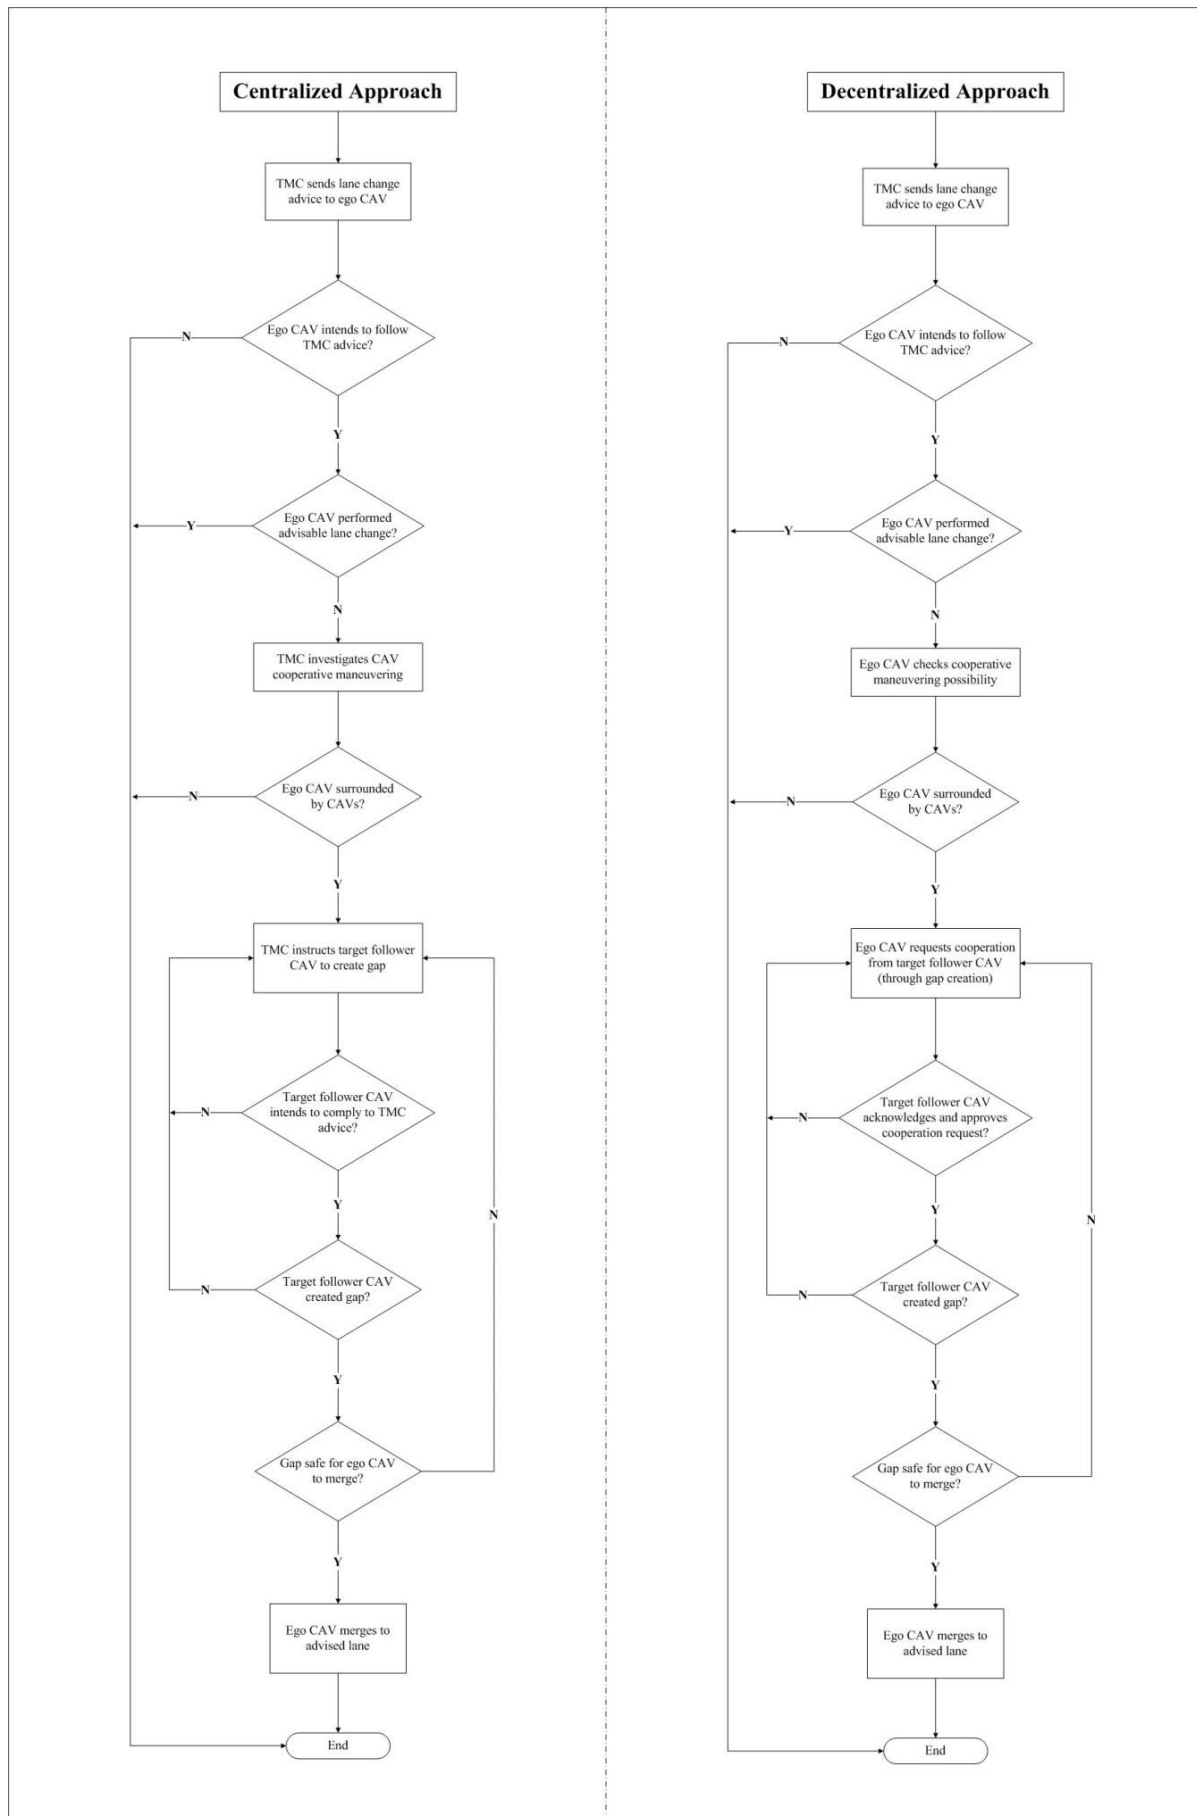 Centralized Approach
TMC sends lane change
advice to ego CAV
Ego CAV intends to follow
TMC advice?
N
Y
Ego CAV performed
advisable lane change?
Y
N
TMC investigates CAV
cooperative maneuvering
Ego CAV surrounded
by CAVs?
N
Y
TMC instructs target follower
CAV to create gap
Target follower CAV
intends to comply to TMC
advice?
N
Y
N
Target follower CAV
created gap?
N
Y
Gap safe for ego CAV
to merge?
Y
Ego CAV merges to
advised lane
End
Decentralized Approach
TMC sends lane change
advice to ego CAV
Ego CAV intends to follow
TMC advice?
N
Y
Ego CAV performed
advisable lane change?
Y
N
Ego CAV checks cooperative
maneuvering possibility
Ego CAV surrounded
by CAVs?
N
Y
Ego CAV requests cooperation
from target follower CAV
(through gap creation)
Target follower CAV
acknowledges and approves
cooperation request?
N
Y
N
Target follower CAV
created gap?
N
Y
Gap safe for ego CAV
to merge?
Y
Ego CAV merges to
advised lane
End